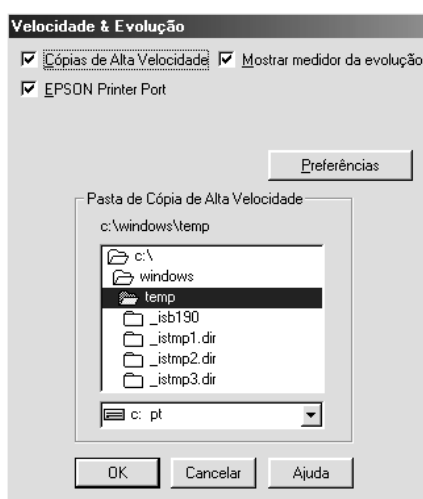 Velocidade & Evolução
Cópias de Alta Velocidade Mostrar medidor da evolução
EPSON Printer Port
Preferências
Pasta de Cópia de Alta Velocidade
c:\windows\temp
c:\
windows
temp
_isb190
_istmp1.dir
_istmp2.dir
_istmp3.dir
c: pt
OK Cancelar Ajuda